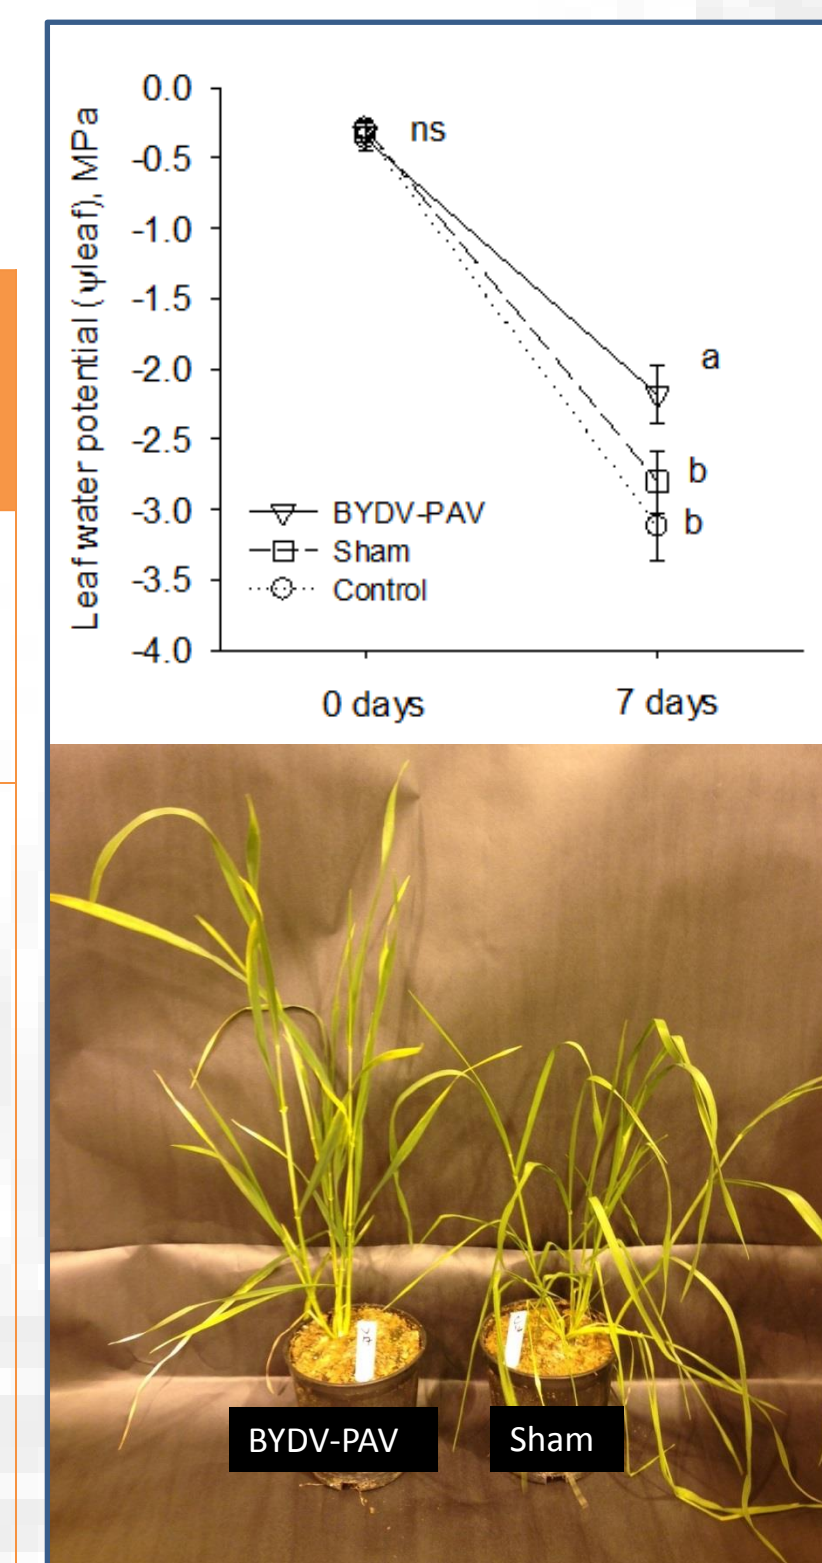 Leaf water potential (ψleaf), MPa
0.0
-0.5
-1.0
-1.5
-2.0
-2.5
-3.0
-3.5
-4.0
ns
a
b
b
BYDV-PAV
Sham
Control
0 days
7 days
BYDV-PAV
Sham